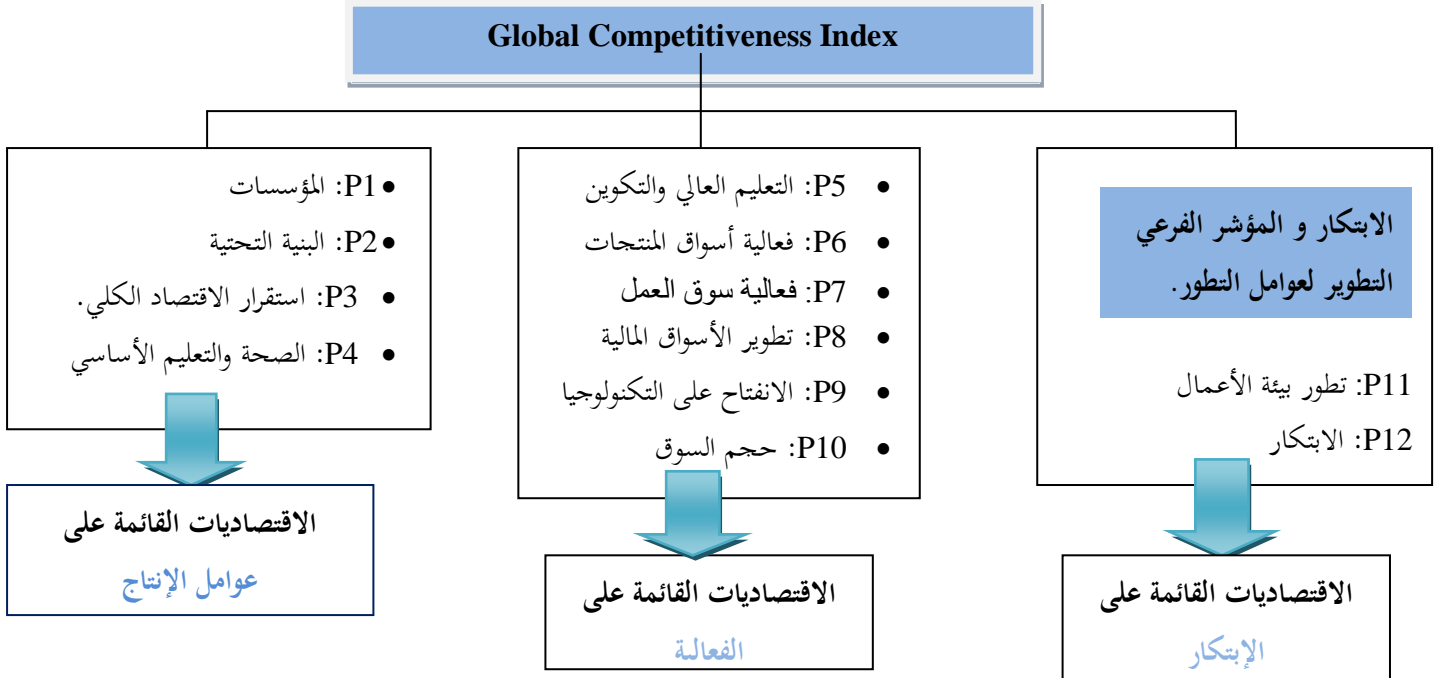 Global Competitiveness Index
●P1: المؤسسات
●P2: البنية التحتية
● P3: استقرار الاقتصاد الكلي.
● P4: الصحة والتعليم الأساسي
الاقتصاديات القائمة على
عوامل الإنتاج
● P5: التعليم العالي والتكوين
● P6: فعالية أسواق المنتجات
● P7: فعالية سوق العمل
● P8: تطوير الأسواق المالية
● P9: الانفتاح على التكنولوجيا
● P10: حجم السوق
الاقتصاديات القائمة على
الفعالية
الابتكار و المؤشر الفرعي
التطوير لعوامل التطور.
P11: تطور بيئة الأعمال
P12: الابتكار
الاقتصاديات القائمة على
الإبتكار